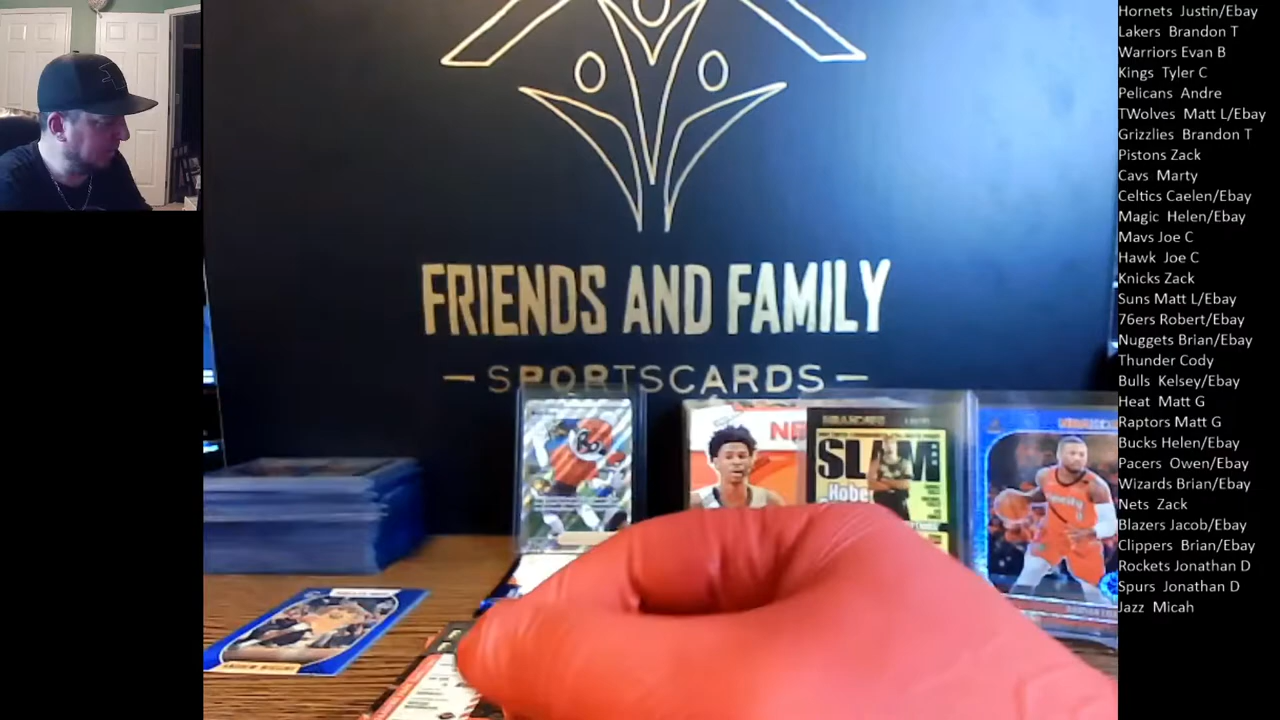 FRIENDS AND FAMILY
— SPORTSCARDS —
NB
SLAM
Kobe
Hornets Justin/Ebay
Lakers Brandon T
Warriors Evan B
Kings Tyler C
Pelicans Andre
TWolves Matt L/Ebay
Grizzlies Brandon T
Pistons Zack
Cavs Marty
Celtics Caelen/Ebay
Magic Helen/Ebay
Mavs Joe C
Hawk Joe C
Knicks Zack
Suns Matt L/Ebay
76ers Robert/Ebay
Nuggets Brian/Ebay
Thunder Cody
Bulls Kelsey/Ebay
Heat Matt G
Raptors Matt G
Bucks Helen/Ebay
Pacers Owen/Ebay
Wizards Brian/Ebay
Nets Zack
Blazers Jacob/Ebay
Clippers Brian/Ebay
Rockets Jonathan D
Spurs Jonathan D
Jazz Micah